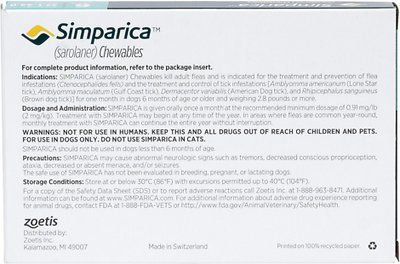 Simparica™
(sarolaner) Chewables
For complete product information, refer to the package insert.
Indications: SIMPARICA (sarolaner) Chewables kill adult fleas and is indicated for the treatment and prevention of flea
infestations (Ctenocephalides felis) and the treatment and control of tick infestations [Amblyomma americanum (Lone Star
tick), Amblyomma maculatum (Gulf Coast tick), Dermacentor variabilis (American Dog tick), and Rhipicephalus sanguineus
(Brown dog tick)] for one month in dogs 6 months of age or older and weighing 2.8 pounds or more.
Dosage and Administration: SIMPARICA is given orally once a month at the recommended minimum dosage of 0.91 mg/lb
(2 mg/kg). Treatment with SIMPARICA may begin at any time of the year. In areas where fleas are common year-round,
monthly treatment with SIMPARICA can continue the entire year without interruption.
WARNINGS: NOT FOR USE IN HUMANS. KEEP THIS AND ALL DRUGS OUT OF REACH OF CHILDREN AND PETS.
FOR USE IN DOGS ONLY. DO NOT USE SIMPARICA IN CATS.
SIMPARICA should not be used in dogs less than 6 months of age.
Precautions: SIMPARICA may cause abnormal neurologic signs such as tremors, decreased conscious proprioception,
ataxia, decreased or absent menace, and/or seizures
The safe use of SIMPARICA has not been evaluated in breeding, pregnant, or lactating dogs.
Storage Conditions: Store at or below 30°C (86°F) with excursions permitted up to 40°C (104°F).
For a copy of the Safety Data Sheet (SDS) or to report adverse reactions call Zoetis Inc. at 1-888-963-8471. Additional
information can be found at www.SIMPARICA.com. For additional information about adverse drug experience reporting
for animal drugs, contact FDA at 1-888-FDA-VETS or http://www.fda.gov/AnimalVeterinary/SafetyHealth.
zoetis
Distributed by:
Zoetis Inc.
Kalamazoo, MI 49007
Made in Switzerland
Printed on 100% recycled paper.